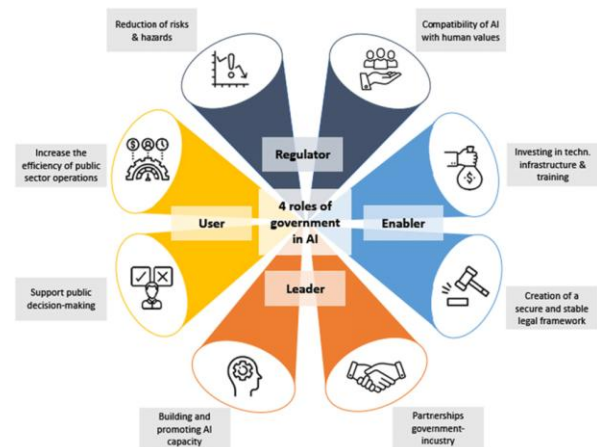 Reduction of risks
& hazards
Compatibility of AI
with human values
Increase the
efficiency of public
sector operations
Regulator
Investing in techn.
infrastructure &
training
User
4 roles of
government
in AI
Enabler
Support public
decision-making
Leader
Creation of a
secure and stable
legal framework
Building and
promoting AI
capacity
Partnerships
government-
industry